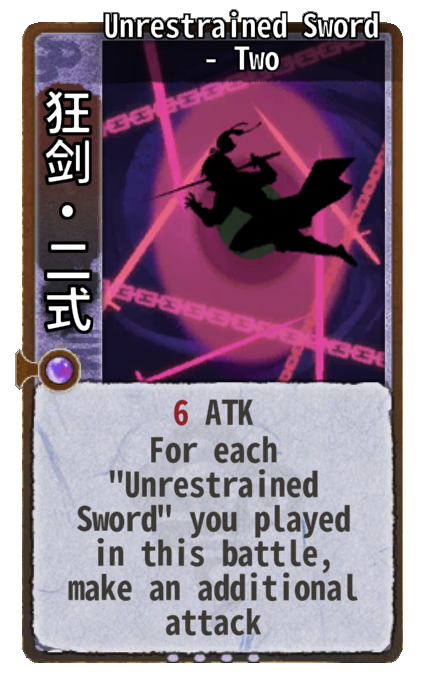 Unrestrained Sword
- Two
狂剑・二式
6 ATK
For each
"Unrestrained
Sword" you played
in this battle,
make an additional
attack